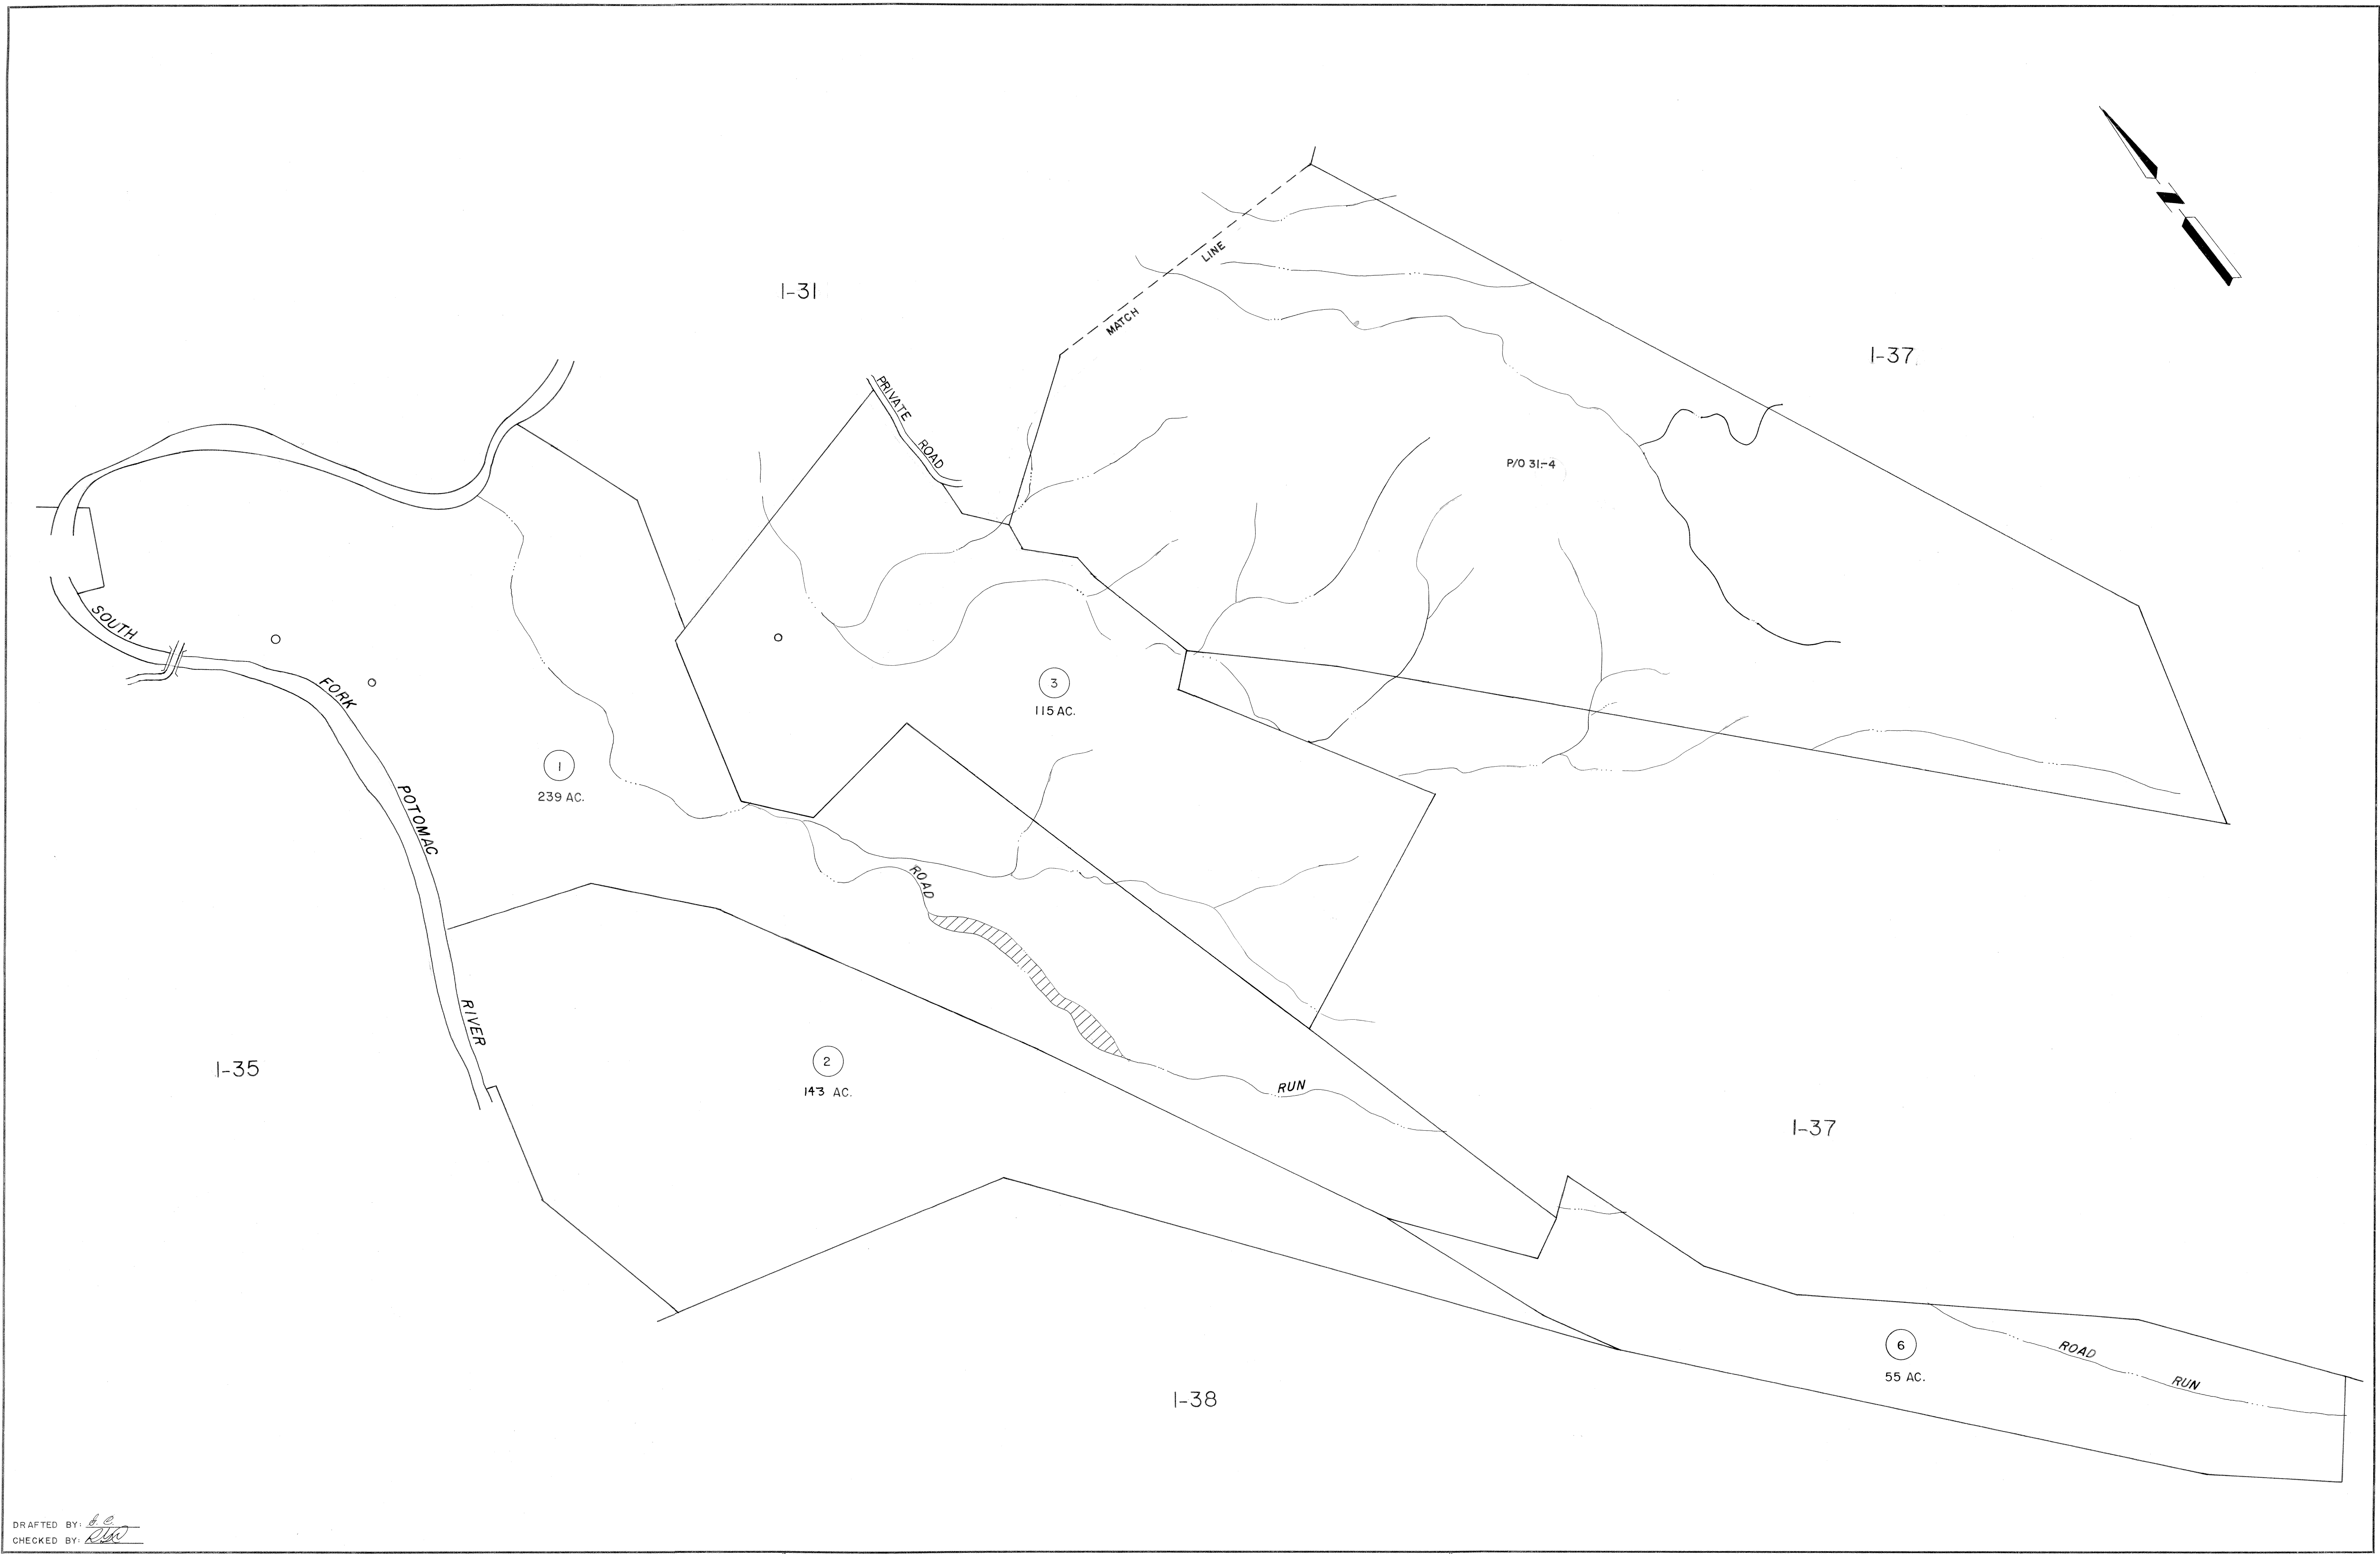 I-31
LINE
MATCH
I-37
PRIVATE ROAD
P/O 31-4
SOUTH FORK POTOMAC RIVER
3
115 AC.
1
239 AC.
ROAD RUN
2
143 AC.
I-35
I-37
6
55 AC.
ROAD RUN
I-38
DRAFTED BY:
CHECKED BY: